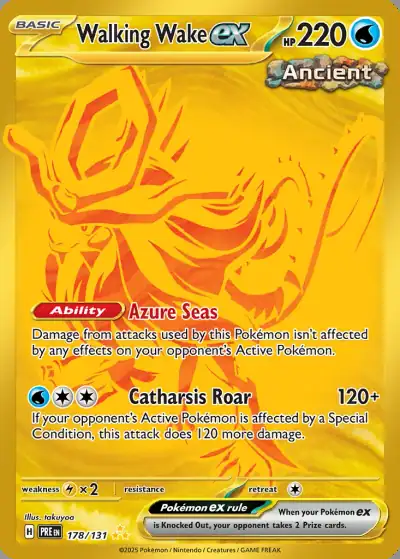 BASIC Walking Wake ex HP 220
Ancient
Ability Azure Seas
Damage from attacks used by this Pokémon isn't affected
by any effects on your opponent's Active Pokémon.
Catharsis Roar 120+
If your opponent's Active Pokémon is affected by a Special
Condition, this attack does 120 more damage.
weakness ×2 resistance retreat
Illus. takuyoa
Pokémon ex rule When your Pokémon ex
is Knocked Out, your opponent takes 2 Prize cards.
H PRE EN 178/131
©2025 Pokémon / Nintendo / Creatures / GAME FREAK